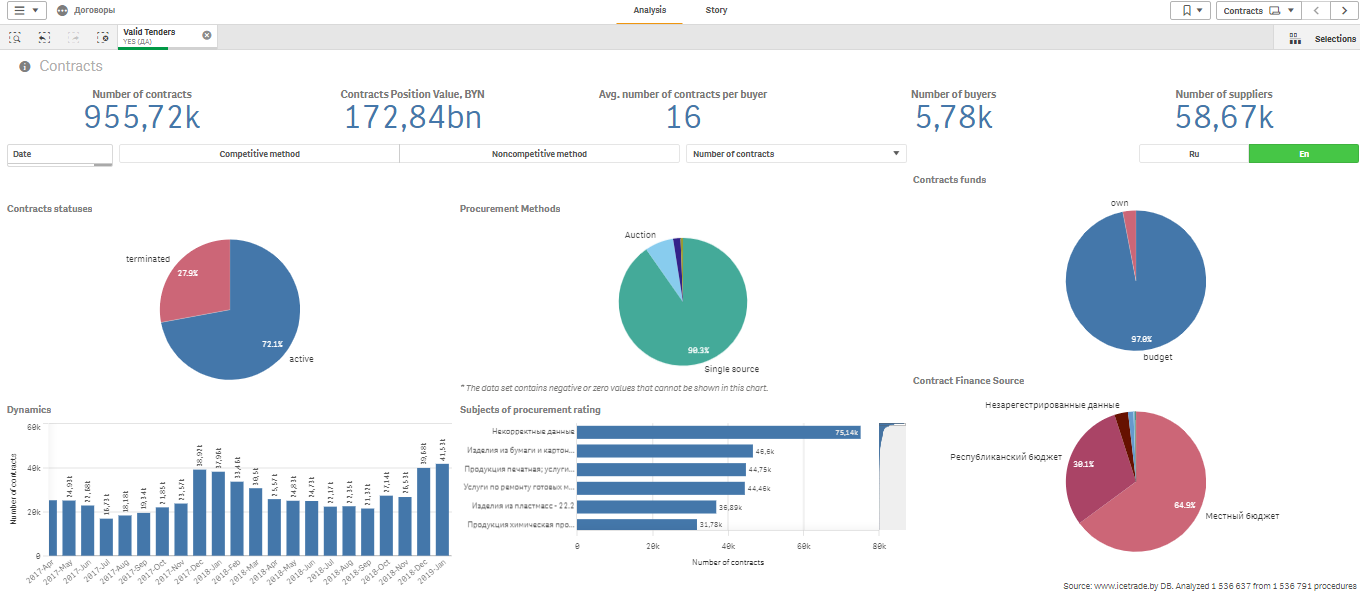 Договоры
Analysis
Story
Contracts
Valid Tenders
YES (ДА)
Selections
Contracts
Number of contracts
955,72k
Contracts Position Value, BYN
172,84bn
Avg. number of contracts per buyer
16
Number of buyers
5,78k
Number of suppliers
58,67k
Date
Competitive method
Noncompetitive method
Number of contracts
Ru
En
Contracts statuses
terminated
27.9%
72.1%
active
Procurement Methods
Auction
90.3%
Single source
* The data set contains negative or zero values that cannot be shown in this chart.
Contracts funds
own
97.0%
budget
Dynamics
Number of contracts
60k
40k
20k
0
24,93k
16,73k
18,18k
19,34k
21,85k
23,57k
38,92k
37,96k
33,46k
30,5k
25,57k
24,83k
24,73k
22,17k
22,35k
21,32k
27,14k
26,53k
39,68k
41,53k
2017-Apr
2017-May
2017-Jun
2017-Jul
2017-Aug
2017-Sep
2017-Oct
2017-Nov
2017-Dec
2018-Jan
2018-Feb
2018-Mar
2018-Apr
2018-May
2018-Jun
2018-Jul
2018-Aug
2018-Sep
2018-Oct
2018-Nov
2018-Dec
2019-Jan
Subjects of procurement rating
Некорректные данные
75,14k
Изделия из бумаги и картон...
46,6k
Продукция печатная; услуги...
44,75k
Услуги по ремонту готовых м...
44,46k
Изделия из пластмасс - 22.2
36,89k
Продукция химическая про...
31,78k
0
20k
40k
60k
80k
Number of contracts
Contract Finance Source
Незарегестрированные данные
Республиканский бюджет
30.1%
64.9%
Местный бюджет
Source: www.icetrade.by DB. Analyzed 1 536 637 from 1 536 791 procedures